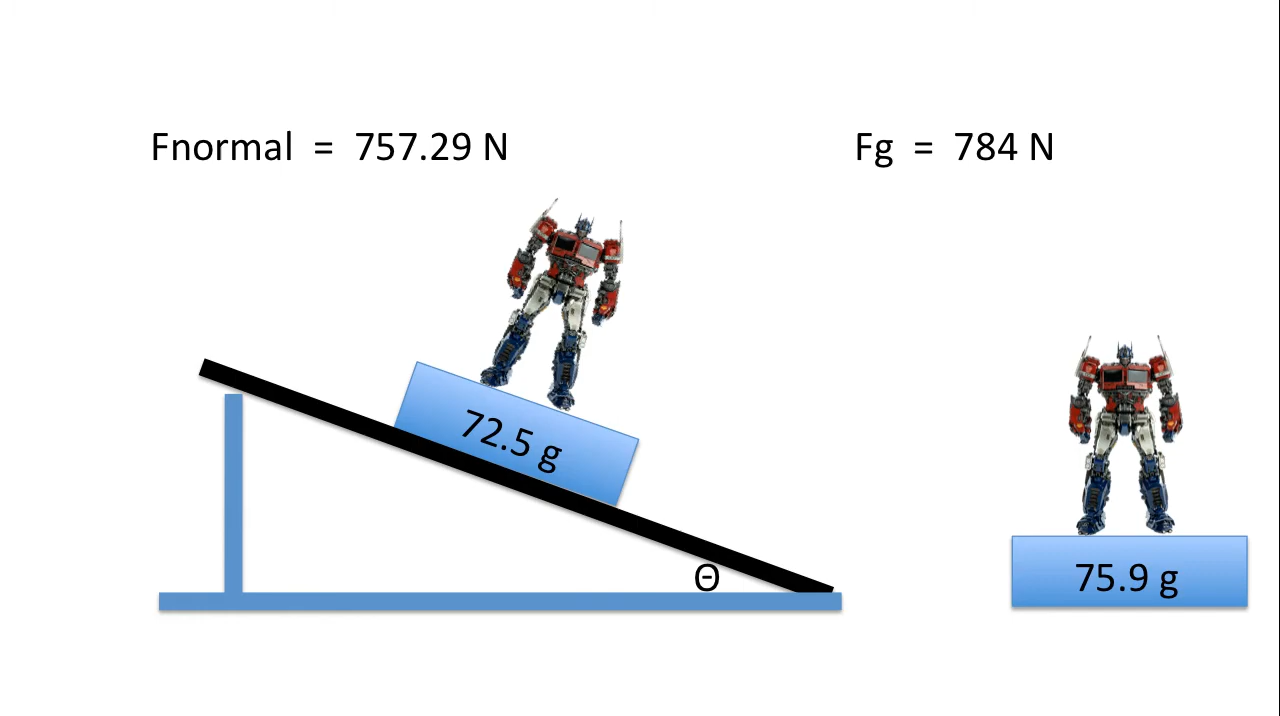 Fnormal = 757.29 N
Fg = 784 N
72.5 g
Θ
75.9 g